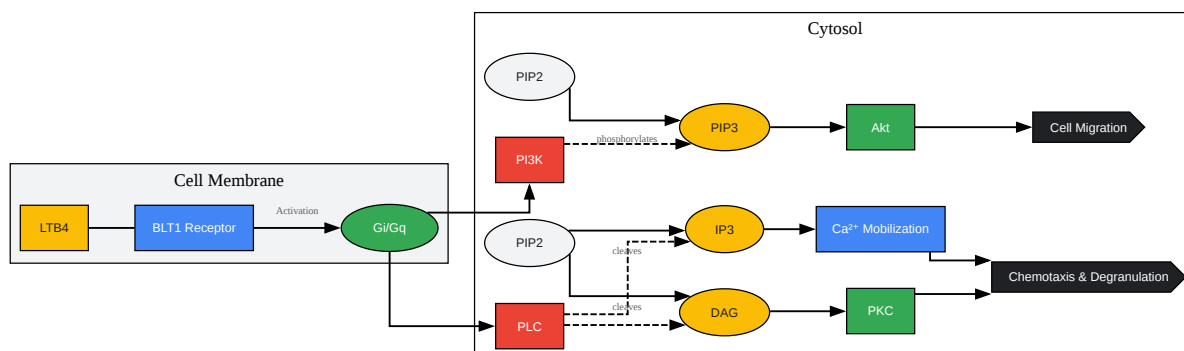 Cytosol
PIP2
PIP3
Akt
Cell Migration
phosphorylates
PI3K
Cell Membrane
LTB4
BLT1 Receptor
Activation
Gi/Gq
PIP2
IP3
Ca²⁺ Mobilization
cleaves
Chemotaxis & Degranulation
cleaves
PLC
DAG
PKC